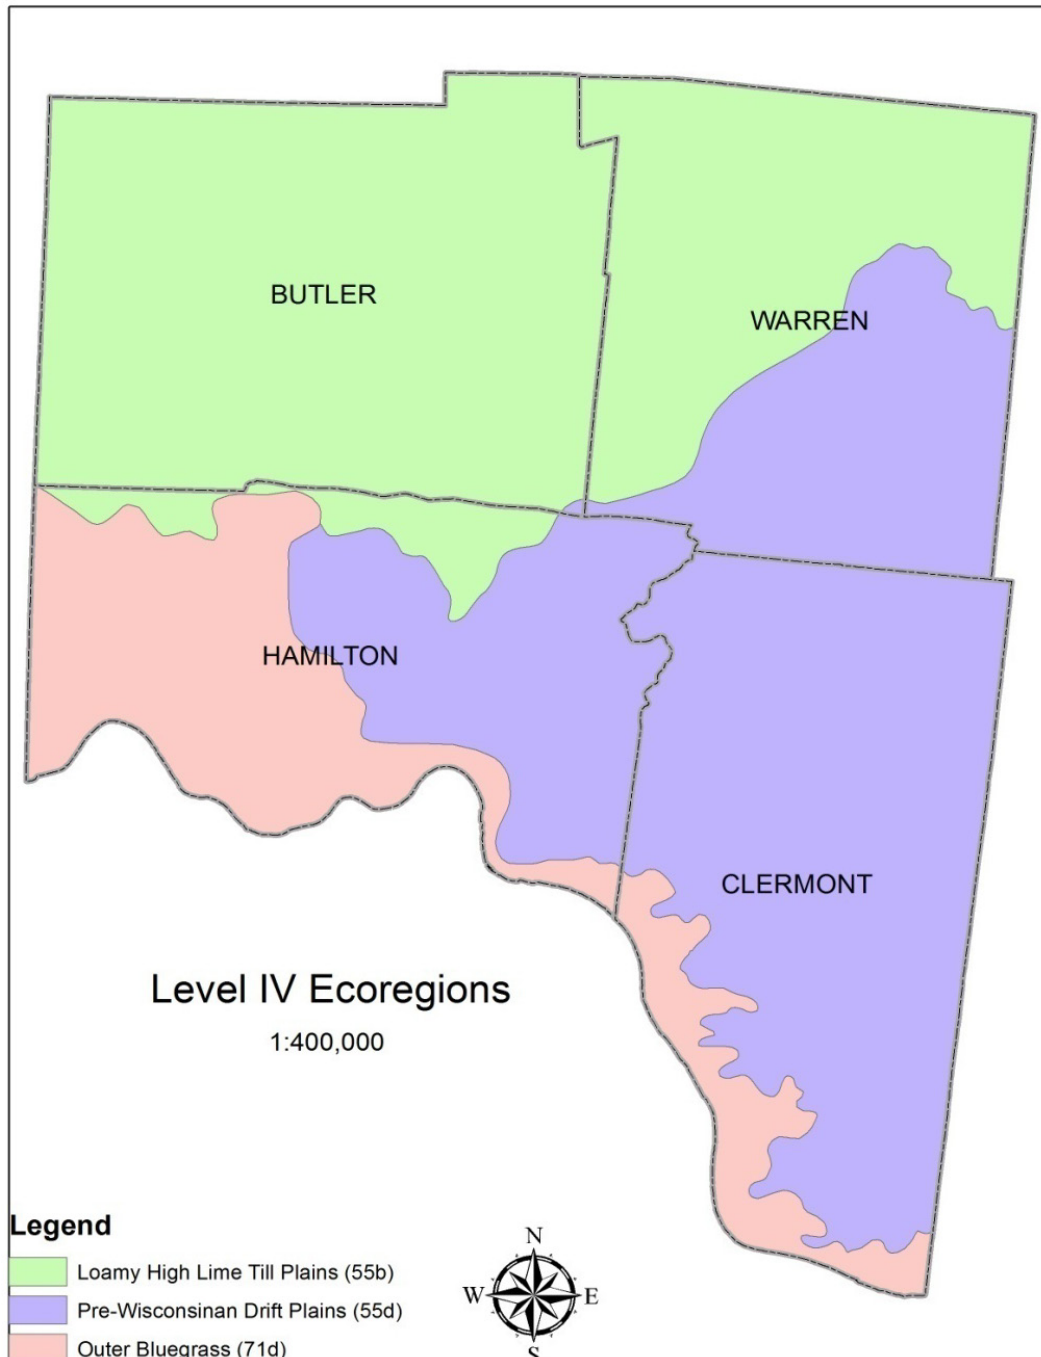 BUTLER
WARREN
HAMILTON
CLERMONT
Level IV Ecoregions
1:400,000
Legend
Loamy High Lime Till Plains (55b)
Pre-Wisconsinan Drift Plains (55d)
Outer Bluegrass (71d)
N
W E
S